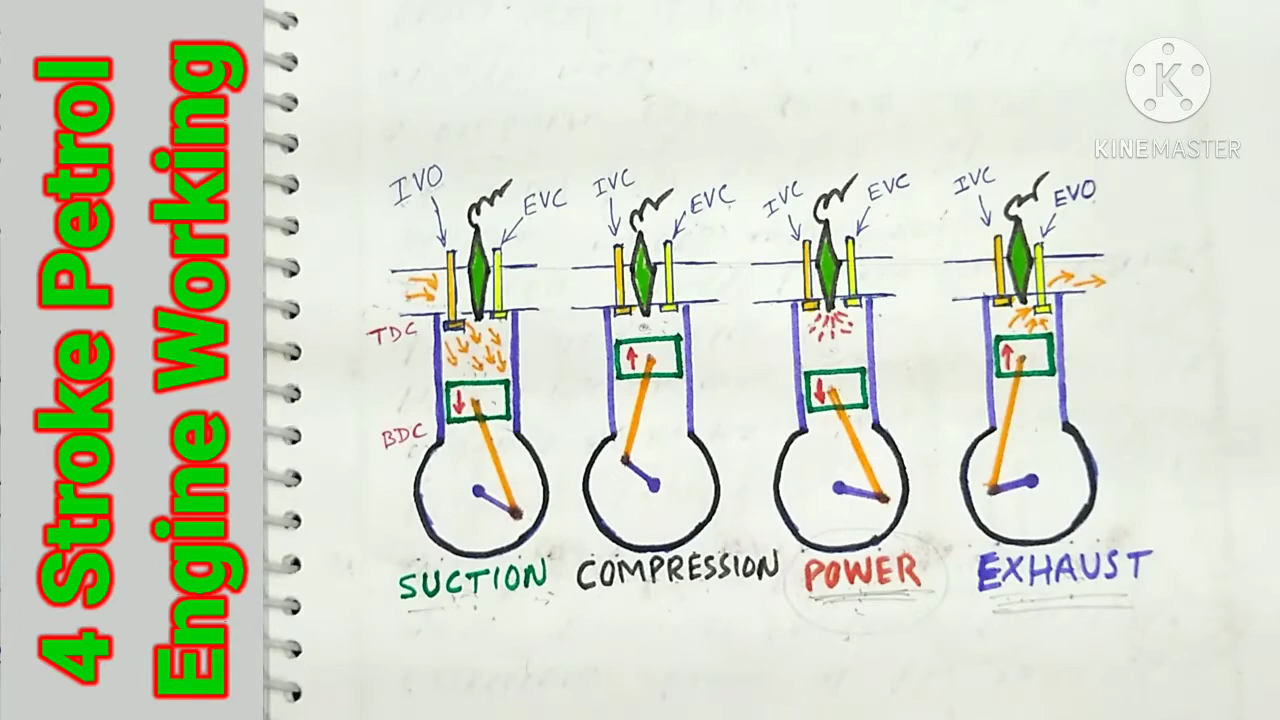 4 Stroke Petrol
Engine Working
K
KINEMASTER
IVO
EVC
IVC
EVC
IVC
EVC
IVC
EVO
TDC
BDC
SUCTION
COMPRESSION
POWER
EXHAUST